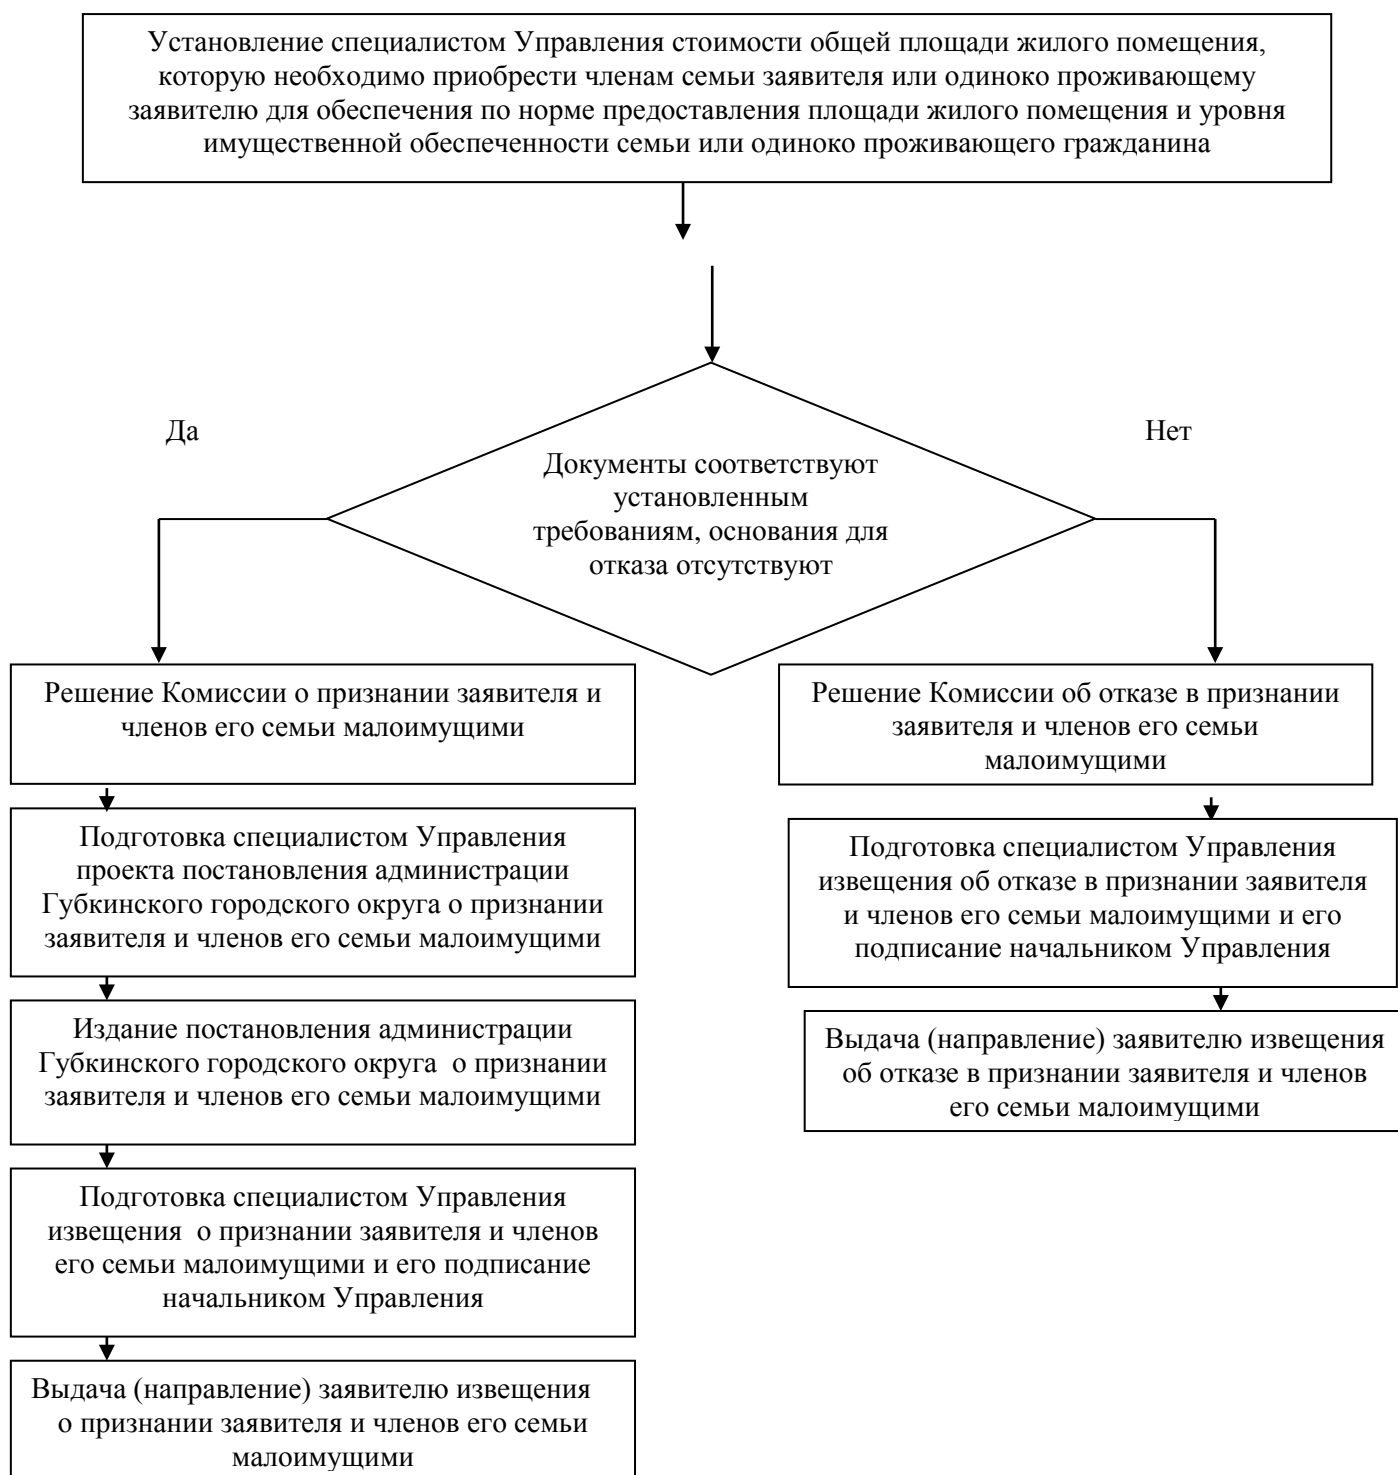 Установление специалистом Управления стоимости общей площади жилого помещения,
которую необходимо приобрести членам семьи заявителя или одиноко проживающему
заявителю для обеспечения по норме предоставления площади жилого помещения и уровня
имущественной обеспеченности семьи или одиноко проживающего гражданина
Да
Нет
Документы соответствуют
установленным
требованиям, основания для
отказа отсутствуют
Решение Комиссии о признании заявителя и
членов его семьи малоимущими
Подготовка специалистом Управления
проекта постановления администрации
Губкинского городского округа о признании
заявителя и членов его семьи малоимущими
Издание постановления администрации
Губкинского городского округа о признании
заявителя и членов его семьи малоимущими
Подготовка специалистом Управления
извещения о признании заявителя и членов
его семьи малоимущими и его подписание
начальником Управления
Выдача (направление) заявителю извещения
о признании заявителя и членов его семьи
малоимущими
Решение Комиссии об отказе в признании
заявителя и членов его семьи
малоимущими
Подготовка специалистом Управления
извещения об отказе в признании заявителя
и членов его семьи малоимущими и его
подписание начальником Управления
Выдача (направление) заявителю извещения
об отказе в признании заявителя и членов
его семьи малоимущими